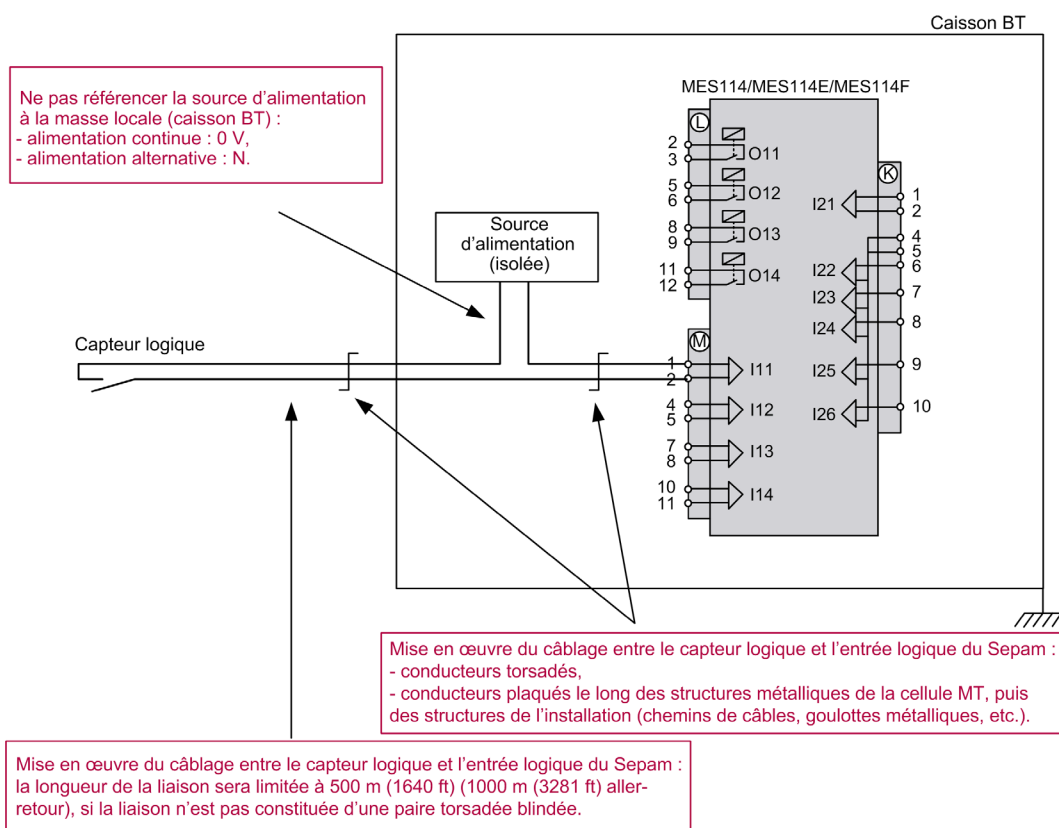 Caisson BT
Ne pas référencer la source d'alimentation
à la masse locale (caisson BT) :
- alimentation continue : 0 V,
- alimentation alternative : N.
MES114/MES114E/MES114F
L
2
3
O11
5
6
O12
8
9
O13
11
12
O14
K
I21
1
2
4
5
I22
6
I23
7
I24
8
I25
9
I26
10
Source
d'alimentation
(isolée)
Capteur logique
M
1
2
I11
4
5
I12
7
8
I13
10
11
I14
Mise en œuvre du câblage entre le capteur logique et l'entrée logique du Sepam :
- conducteurs torsadés,
- conducteurs plaqués le long des structures métalliques de la cellule MT, puis
des structures de l'installation (chemins de câbles, goulottes métalliques, etc.).
Mise en œuvre du câblage entre le capteur logique et l'entrée logique du Sepam :
la longueur de la liaison sera limitée à 500 m (1640 ft) (1000 m (3281 ft) aller-
retour), si la liaison n'est pas constituée d'une paire torsadée blindée.